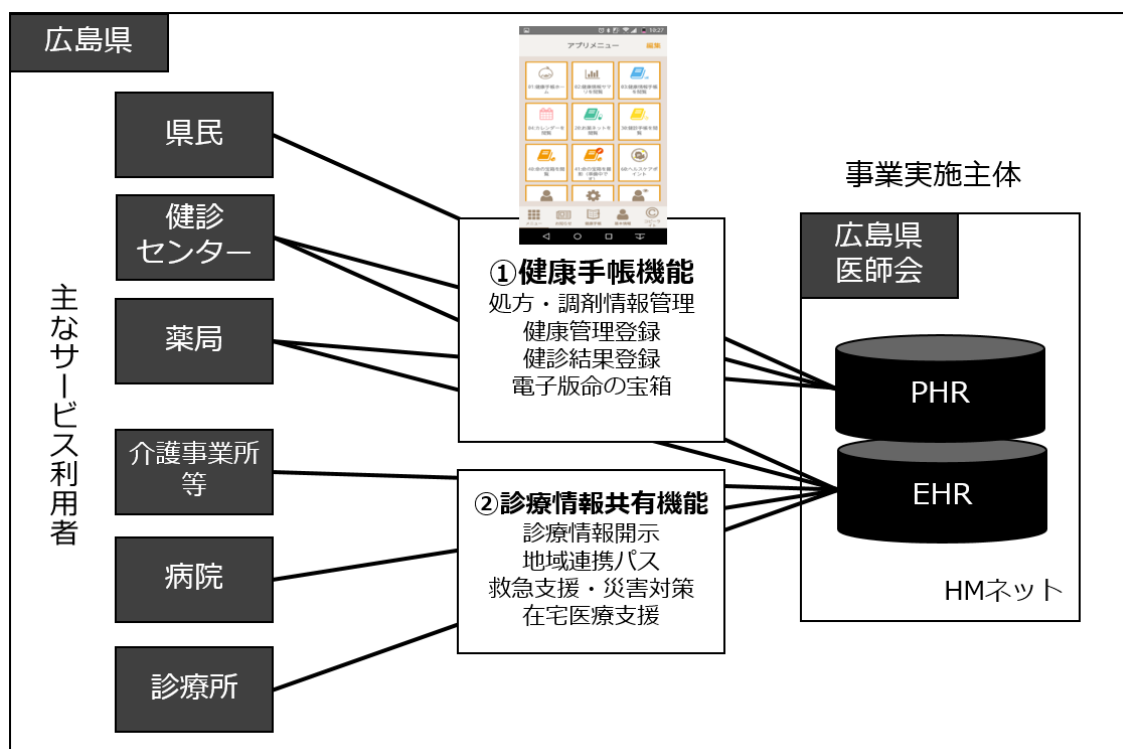 広島県
県民
健診
センター
薬局
介護事業所
等
病院
診療所
主なサービス利用者
10:27
アプリメニュー
編集
①健康手帳機能
処方・調剤情報管理
健康管理登録
健診結果登録
電子版命の宝箱
②診療情報共有機能
診療情報開示
地域連携パス
救急支援・災害対策
在宅医療支援
事業実施主体
広島県
医師会
PHR
EHR
HMネット